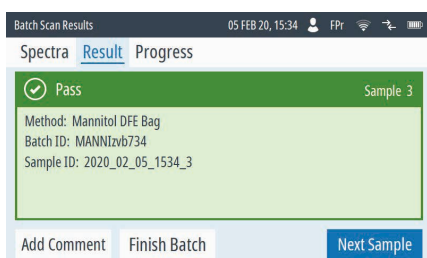 Batch Scan Results 05 FEB 20, 15:34 FPr
Spectra Result Progress
Pass Sample 3
Method: Mannitol DFE Bag
Batch ID: MANNIzvb734
Sample ID: 2020_02_05_1534_3
Add Comment Finish Batch Next Sample